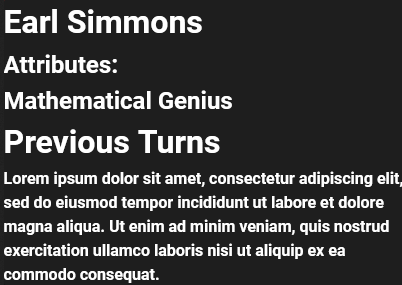 Earl Simmons
Attributes:
Mathematical Genius
Previous Turns
Lorem ipsum dolor sit amet, consectetur adipiscing elit,
sed do eiusmod tempor incididunt ut labore et dolore
magna aliqua. Ut enim ad minim veniam, quis nostrud
exercitation ullamco laboris nisi ut aliquip ex ea
commodo consequat.